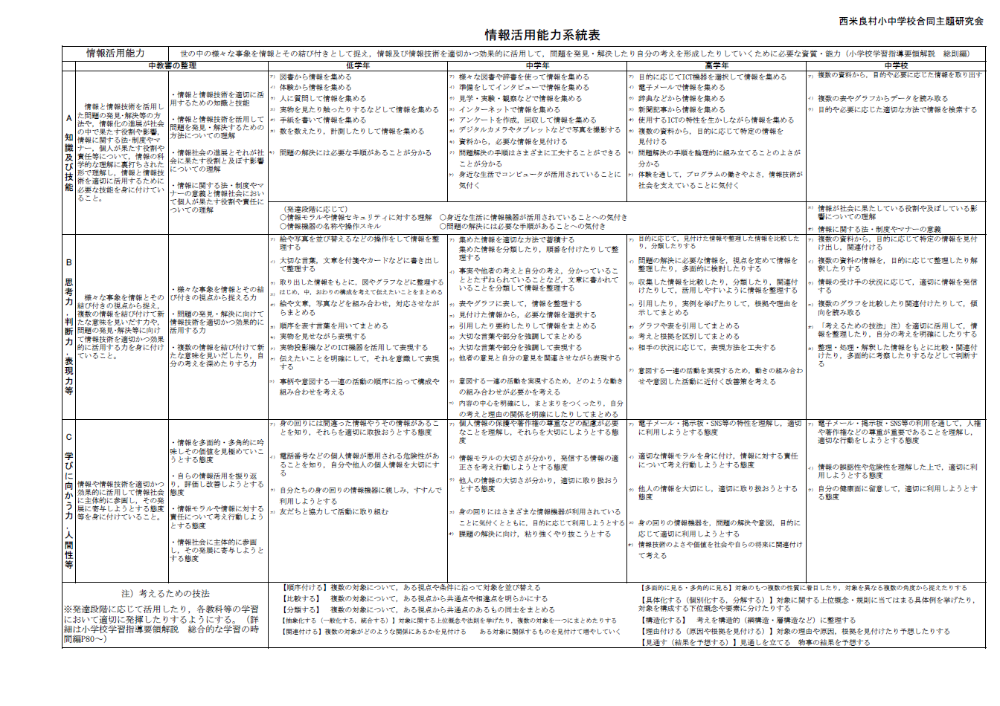 西米良村小中学校合同主題研究会
情報活用能力系統表
情報活用能力
世の中の様々な事象を情報とその結び付きとして捉え，情報及び情報技術を適切かつ効果的に活用して，問題を発見・解決したり自分の考えを形成したりしていくために必要な資質・能力（小学校学習指導要領解説　総則編）
中教審の整理
低学年
中学年
高学年
中学校
A　知識及び技能
情報と情報技術を活用し
た問題の発見・解決等の方
法や，情報化の進展が社会
の中で果たす役割や影響，
情報に関する法・制度やマ
ナー，個人が果たす役割や
責任等について，情報の科
学的な理解に裏打ちされた
形で理解し，情報と情報技
術を適切に活用するために
必要な技能を身に付けてい
ること。
・情報と情報技術を適切に活
用するための知識と技能
・情報と情報技術を活用して
問題を発見・解決するための
方法についての理解
・情報社会の進展とそれが社
会に果たす役割と及ぼす影響
についての理解
・情報に関する法・制度やマ
ナーの意義と情報社会におい
て個人が果たす役割や責任に
ついての理解
ア）図書から情報を集める
イ）体験から情報を集める
ウ）人に質問して情報を集める
エ）実物を見たり触ったりするなどして情報を集める
オ）手紙を書いて情報を集める
カ）数を数えたり，計測したりして情報を集める
キ）問題の解決には必要な手順があることが分かる
ア）様々な図書や辞書を使って情報を集める
イ）準備をしてインタビューで情報を集める
ウ）見学・実験・観察などで情報を集める
エ）インターネットで情報を集める
オ）アンケートを作成，回収して情報を集める
カ）デジタルカメラやタブレットなどで写真を撮影する
キ）資料から，必要な情報を見付ける
ク）問題解決の手順はさまざまに工夫することができる
ことが分かる
ケ）身近な生活でコンピュータが活用されていることに
気付く
ア）目的に応じてICT機器を選択して情報を集める
イ）電子メールで情報を集める
ウ）辞典などから情報を集める
エ）新聞記事から情報を集める
オ）使用するICTの特性を生かしながら情報を集める
カ）複数の資料から，目的に応じて特定の情報を
見付ける
キ）問題解決の手順を論理的に組み立てることのよさが
分かる
ケ）体験を通して，プログラムの働きやよさ，情報技術が
社会を支えていることに気付く
ア）複数の資料から，目的や必要に応じた情報を取り出す
イ）複数の表やグラフからデータを読み取る
ウ）目的や必要に応じた適切な方法で情報を検索する
（発達段階に応じて）
○情報モラルや情報セキュリティに対する理解　○身近な生活に情報機器が活用されていることへの気付き
○情報機器の名称や操作スキル　○問題の解決には必要な手順があることへの気付き
エ）情報が社会に果たしている役割や及ぼしている影
響についての理解
オ）情報に関する法・制度やマナーの意義
B　思考力，判断力，表現力等
様々な事象を情報とその
結び付きの視点から捉え，
複数の情報を結び付けて新
たな意味を見いだす力や，
問題の発見・解決等に向け
て情報技術を適切かつ効果
的に活用する力を身に付け
ていること。
・様々な事象を情報とその結
び付きの視点から捉える力
・問題の発見・解決に向けて
情報技術を適切かつ効果的に
活用する力
・複数の情報を結び付けて新
たな意味を見いだしたり，自
分の考えを深めたりする力
ア）絵や写真を並び替えるなどの操作をして情報を整
理する
イ）大切な言葉，文章を付箋やカードなどに書き出し
て整理する
ウ）取り出した情報をもとに，図やグラフなどに整理する
エ）はじめ，中，おわりの構成を考えて伝えたいことをまとめる
オ）絵や文章，写真などを組み合わせ，対応させなが
らまとめる
カ）順序を表す言葉を用いてまとめる
キ）実物を見せながら表現する
ク）実物投影機などのICT機器を活用して表現する
ケ）伝えたいことを明確にして，それを意識して表現
する
コ）事柄や意図する一連の活動の順序に沿って構成や
組み合わせを考える
ア）集めた情報を適切な方法で蓄積する
集めた情報を分類したり，順番を付けたりして整
理する
イ）事実や他者の考えと自分の考え，分かっているこ
ととたずねられていることなど，文章に書かれて
いることを分類して情報を整理する
ウ）表やグラフに表して，情報を整理する
エ）見付けた情報から，必要な情報を選択する
オ）引用したり要約したりして情報をまとめる
カ）大切な言葉や部分を強調してまとめる
キ）大切な言葉や部分を強調して表現する
ク）他者の意見と自分の意見を関連させながら表現する
ケ）意図する一連の活動を実現するため，どのような動き
の組み合わせが必要かを考える
コ）内容の中心を明確にし，まとまりをつくったり，自分
の考えと理由の関係を明確にしたりしてまとめる
ア）目的に応じて，見付けた情報や整理した情報を比較した
り，分類したりする
イ）問題の解決に必要な情報を，視点を定めて情報を
整理したり，多面的に検討したりする
ウ）収集した情報を比較したり，分類したり，関連付
けたりして，活用しやすいように情報を整理する
エ）引用したり，実例を挙げたりして，根拠や理由を
示してまとめる
オ）グラフや表を引用してまとめる
カ）考えと根拠を区別してまとめる
キ）相手の状況に応じて，表現方法を工夫する
ク）意図する一連の活動を実現するため，動きの組み合わ
せや意図した活動に近付く改善策を考える
ア）複数の資料から，目的に応じて特定の情報を見付
け出し，関連付ける
イ）複数の資料の情報を，目的に応じて整理したり解
釈したりする
ウ）情報の受け手の状況に応じて，適切に情報を発信
する
エ）複数のグラフを比較したり関連付けたりして，傾
向を読み取る
オ）「考えるための技法」注）を適切に活用して，情
報を整理したり，自分の考えを明確にしたりする
カ）整理・処理・解釈した情報をもとに比較・関連付
けたり，多面的に考察したりするなどして判断す
る
C　学びに向かう力，人間性等
情報や情報技術を適切かつ
効果的に活用して情報社会
に主体的に参画し，その発
展に寄与しようとする態度
等を身に付けていること。
・情報を多面的・多角的に吟
味しその価値を見極めていこ
うとする態度
・自らの情報活用を振り返
り，評価し改善しようとする
態度
・情報モラルや情報に対する
責任について考え行動しよう
とする態度
・情報社会に主体的に参画
し，その発展に寄与しようと
する態度
ア）身の回りには間違った情報やうその情報があるこ
とを知り，それらを適切に取扱おうとする態度
イ）電話番号などの個人情報が悪用される危険性があ
ることを知り，自分や他人の個人情報を大切にす
る
ウ）自分たちの身の回りの情報機器に親しみ，すすんで
利用しようとする
エ）友だちと協力して活動に取り組む
ア）個人情報の保護や著作権の尊重などの配慮が必要
なことを理解し，それらを大切にしようとする態
度
イ）情報モラルの大切さが分かり，発信する情報の適
正さを考え行動しようとする態度
ウ）他人の情報の大切さが分かり，適切に取り扱おう
とする態度
エ）身の回りにはさまざまな情報機器が利用されている
ことに気付くとともに，目的に応じて利用しようとする
オ）課題の解決に向け，粘り強くやり抜こうとする
ア）電子メール・掲示板・SNS等の特性を理解し，適切
に利用しようとする態度
イ）適切な情報モラルを身に付け，情報に対する責任
について考え行動しようとする態度
ウ）他人の情報を大切にし，適切に取り扱おうとする
態度
エ）身の回りの情報機器を，問題の解決や意図，目的に
応じて適切に利用しようとする
オ）情報技術のよさや価値を社会や自らの将来に関連付け
て考える
ア）電子メール・掲示板・SNS等の利用を通して，人権
や著作権などの尊重が重要であることを理解し，
適切な行動をしようとする態度
イ）情報の誤認性や危険性を理解した上で，適切に利
用しようとする態度
ウ）自分の健康面に留意して，適切に利用しようとす
る態度
注）考えるための技法
※発達段階に応じて活用したり，各教科等の学習
において適切に発揮したりするようにする。（詳
細は小学校学習指導要領解説　総合的な学習の時
間編P80～）
【順序付ける】複数の対象について，ある視点や条件に沿って対象を並び替える
【比較する】　複数の対象について，ある視点から共通点や相違点を明らかにする
【分類する】　複数の対象について，ある視点から共通点のあるもの同士をまとめる
【抽象化する（一般化する，統合する）】対象に関する上位概念や法則を挙げたり，複数の対象を一つにまとめたりする
【関連付ける】複数の対象がどのような関係にあるかを見付ける　ある対象に関係するものを見付けて増やしていく
【多面的に見る・多角的に見る】対象のもつ複数の性質に着目したり，対象を異なる複数の角度から捉えたりする
【具体化する（個別化する，分解する）】対象に関する上位概念・規則に当てはまる具体例を挙げたり，
対象を構成する下位概念や要素に分けたりする
【構造化する】　考えを構造的（網構造・層構造など）に整理する
【理由付ける（原因や根拠を見付ける）】対象の理由や原因，根拠を見付けたり予想したりする
【見通す（結果を予想する）】見通しを立てる　物事の結果を予想する